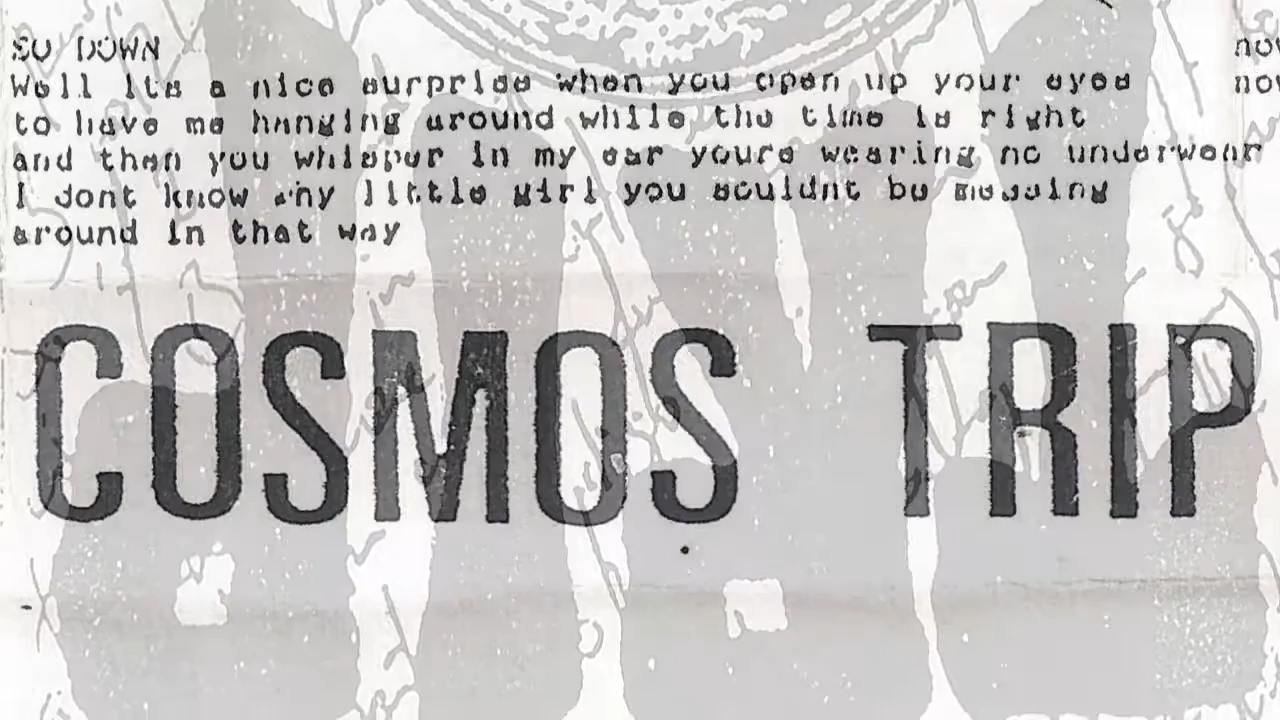 SO DOWN
Well its a nice surprise when you open up your eyes
to have me hanging around while the time is right
and then you whisper in my ear youre wearing no underwear
I dont know why little girl you wouldnt be messing
around in that way
COSMOS TRIP